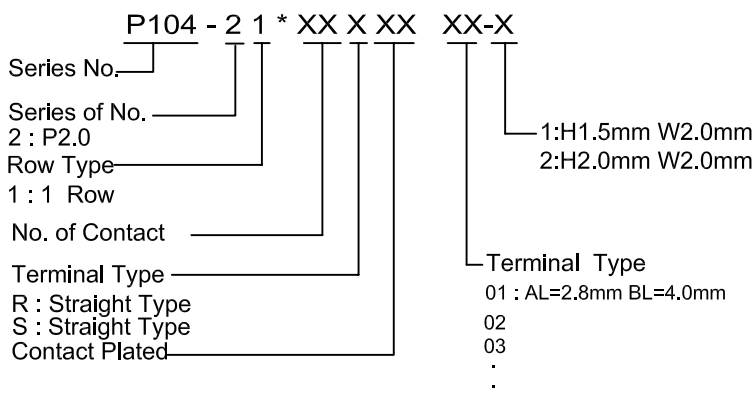 P104 - 2 1 * XX X XX XX-X
Series No.
Series of No.
2 : P2.0
Row Type
1 : 1 Row
No. of Contact
Terminal Type
R : Straight Type
S : Straight Type
Contact Plated
1:H1.5mm W2.0mm
2:H2.0mm W2.0mm
Terminal Type
01 : AL=2.8mm BL=4.0mm
02
03
.
.